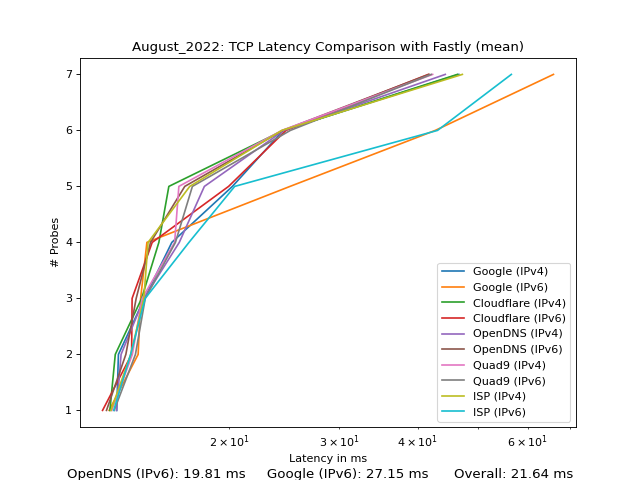 August_2022: TCP Latency Comparison with Fastly (mean)
# Probes
7
6
5
4
3
2
1
Google (IPv4)
Google (IPv6)
Cloudflare (IPv4)
Cloudflare (IPv6)
OpenDNS (IPv4)
OpenDNS (IPv6)
Quad9 (IPv4)
Quad9 (IPv6)
ISP (IPv4)
ISP (IPv6)
2 × 10¹ 3 × 10¹ 4 × 10¹ 6 × 10¹
Latency in ms
OpenDNS (IPv6): 19.81 ms Google (IPv6): 27.15 ms Overall: 21.64 ms